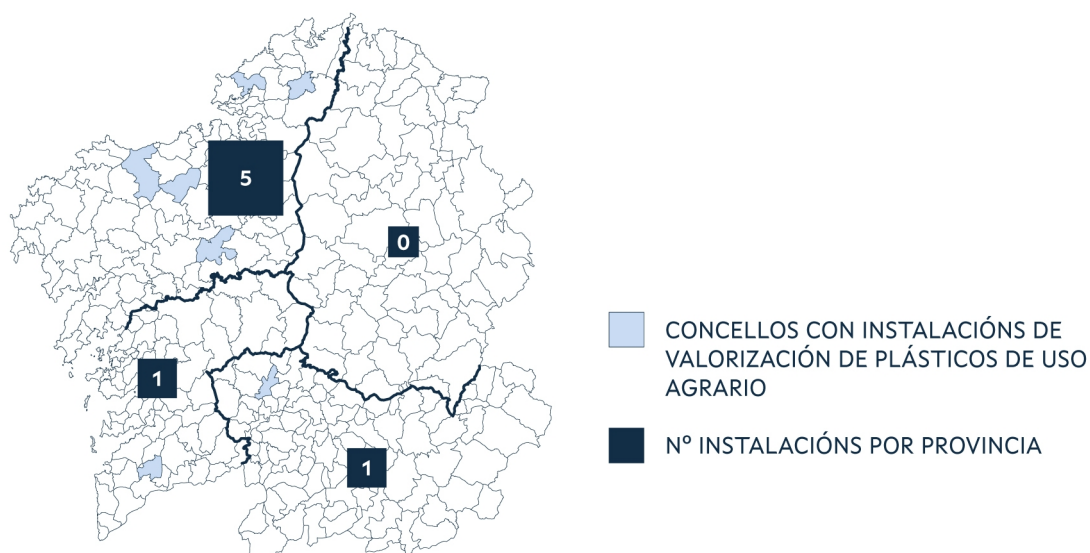 5
0
1
1
CONCELLOS CON INSTALACIÓNS DE
VALORIZACIÓN DE PLÁSTICOS DE USO
AGRARIO
Nº INSTALACIÓNS POR PROVINCIA